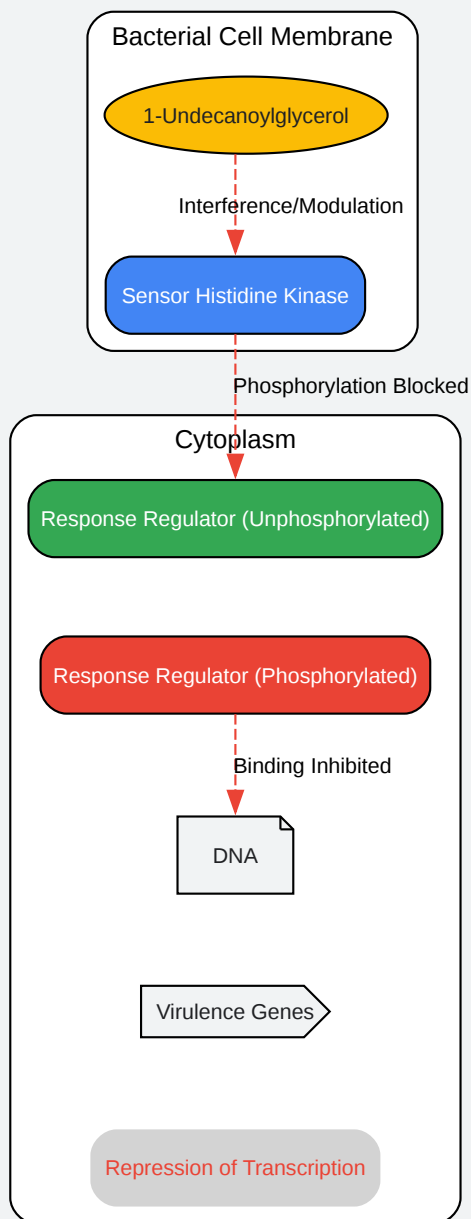 Bacterial Cell Membrane
1-Undecanoylglycerol
Interference/Modulation
Sensor Histidine Kinase
Phosphorylation Blocked
Cytoplasm
Response Regulator (Unphosphorylated)
Response Regulator (Phosphorylated)
Binding Inhibited
DNA
Virulence Genes
Repression of Transcription